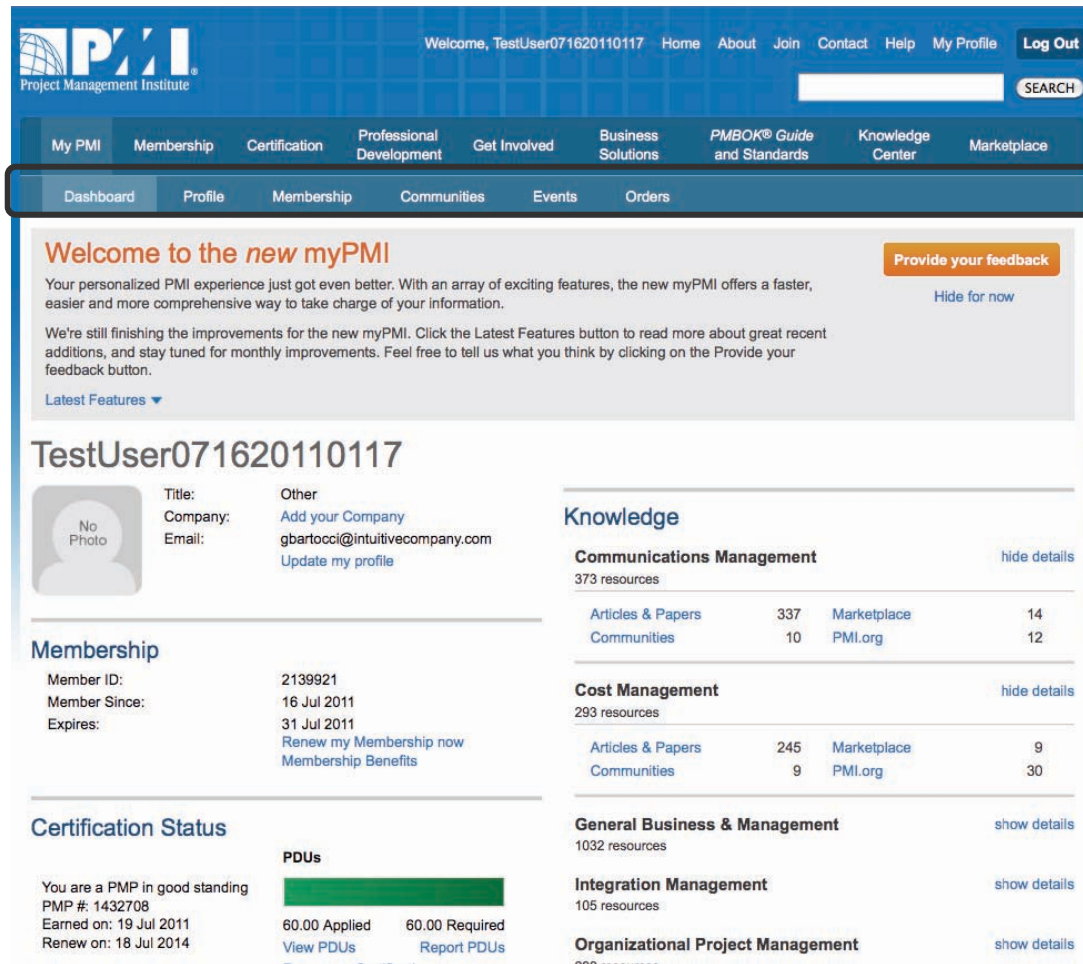 PMI®
Project Management Institute
Welcome, TestUser071620110117 Home About Join Contact Help My Profile Log Out
SEARCH
My PMI Membership Certification Professional Development Get Involved Business Solutions PMBOK® Guide and Standards Knowledge Center Marketplace
Dashboard Profile Membership Communities Events Orders
Welcome to the new myPMI
Your personalized PMI experience just got even better. With an array of exciting features, the new myPMI offers a faster,
easier and more comprehensive way to take charge of your information.
We're still finishing the improvements for the new myPMI. Click the Latest Features button to read more about great recent
additions, and stay tuned for monthly improvements. Feel free to tell us what you think by clicking on the Provide your
feedback button.
Latest Features
Provide your feedback
Hide for now
TestUser071620110117
No
Photo
Title: Other
Company: Add your Company
Email: gbartocci@intuitivecompany.com
Update my profile
Membership
Member ID: 2139921
Member Since: 16 Jul 2011
Expires: 31 Jul 2011
Renew my Membership now
Membership Benefits
Certification Status
PDUs
You are a PMP in good standing
PMP #: 1432708
Earned on: 19 Jul 2011
Renew on: 18 Jul 2014
60.00 Applied 60.00 Required
View PDUs Report PDUs
Knowledge
Communications Management hide details
373 resources
Articles & Papers 337 Marketplace 14
Communities 10 PMI.org 12
Cost Management hide details
293 resources
Articles & Papers 245 Marketplace 9
Communities 9 PMI.org 30
General Business & Management show details
1032 resources
Integration Management show details
105 resources
Organizational Project Management show details